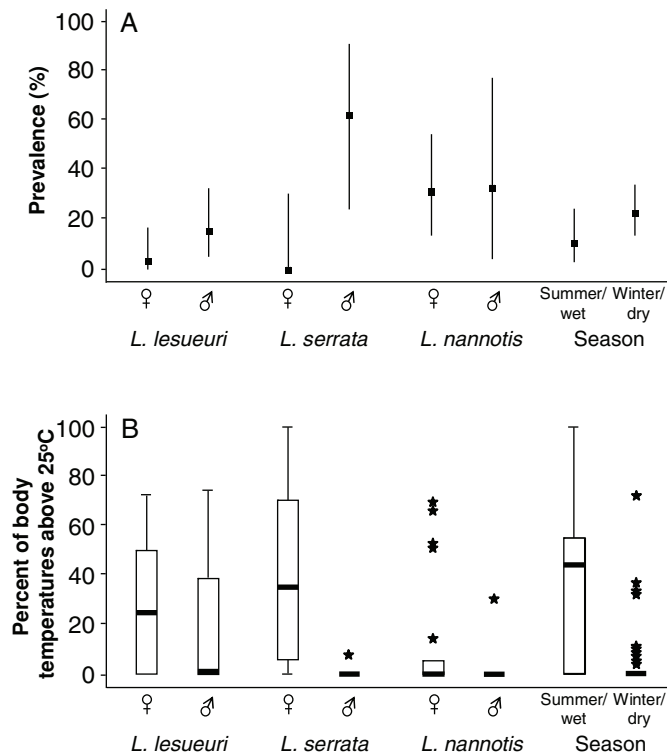 A
Prevalence (%)
100
80
60
40
20
0
♀ ♂ ♀ ♂ ♀ ♂ Summer/ Winter/
wet dry
L. lesueuri L. serrata L. nannotis Season
B
Percent of body
temperatures above 25ºC
100
80
60
40
20
0
♀ ♂ ♀ ♂ ♀ ♂ Summer/ Winter/
wet dry
L. lesueuri L. serrata L. nannotis Season